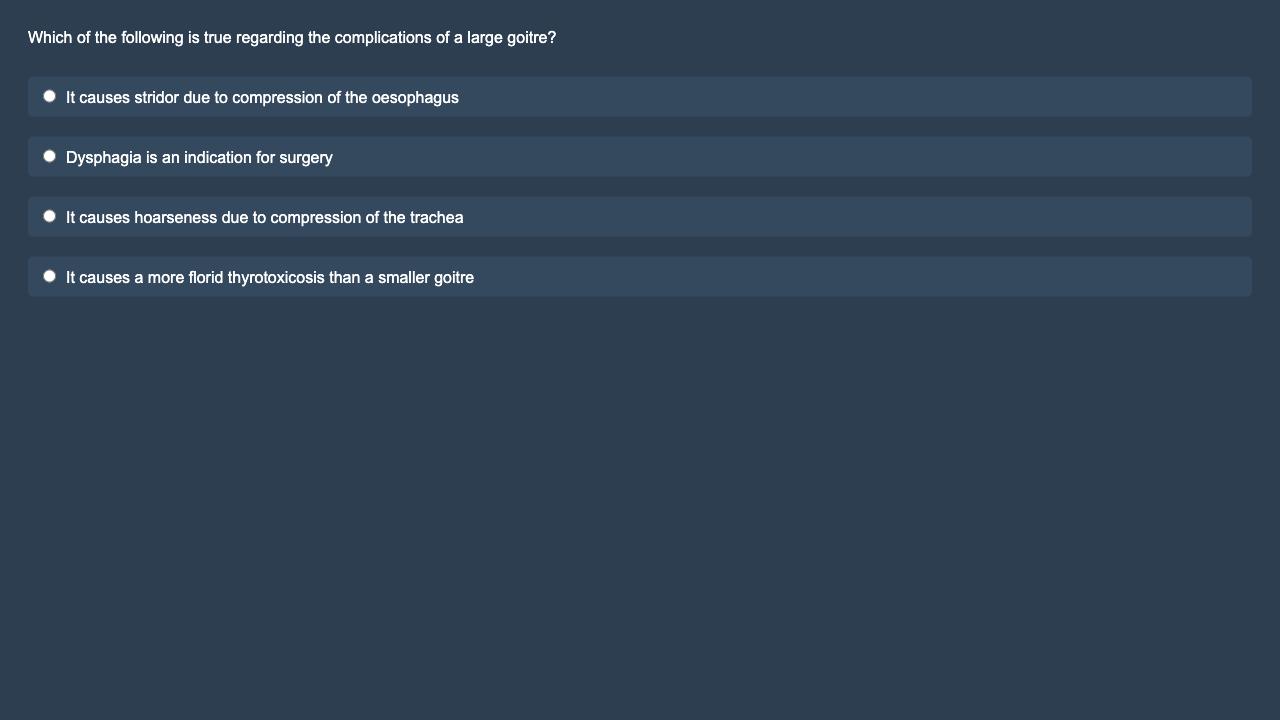 Which of the following is true regarding the complications of a large goitre?
It causes stridor due to compression of the oesophagus
Dysphagia is an indication for surgery
It causes hoarseness due to compression of the trachea
It causes a more florid thyrotoxicosis than a smaller goitre